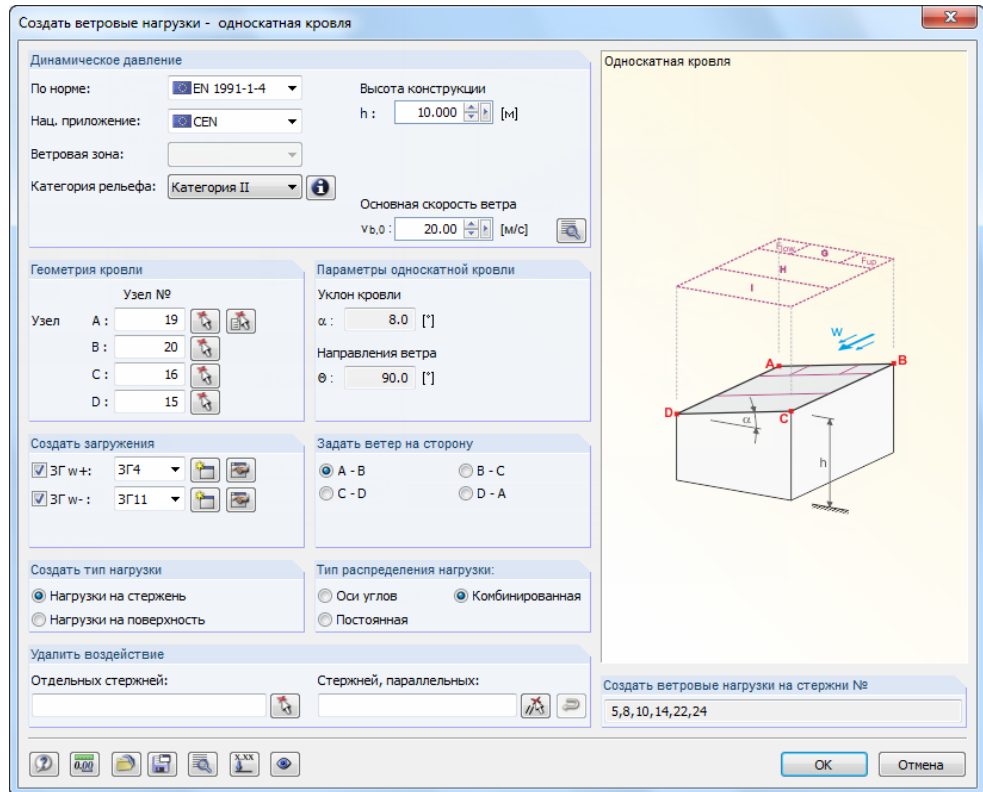 Создать ветровые нагрузки - односкатная кровля
Динамическое давление
По норме:
EN 1991-1-4
Высота конструкции
h :
10.000
[м]
Нац. приложение:
CEN
Ветровая зона:
Категория рельефа:
Категория II
Основная скорость ветра
vb,0 :
20.00
[м/с]
Геометрия кровли
Узел №
Узел
A :
19
B :
20
C :
16
D :
15
Параметры односкатной кровли
Уклон кровли
α :
8.0
[°]
Направления ветра
Θ :
90.0
[°]
Создать загружения
ЗГ w+:
ЗГ4
ЗГ w- :
ЗГ11
Задать ветер на сторону
A - B
B - C
C - D
D - A
Создать тип нагрузки
Нагрузки на стержень
Нагрузки на поверхность
Тип распределения нагрузки:
Оси углов
Комбинированная
Постоянная
Удалить воздействие
Отдельных стержней:
Стержней, параллельных:
Односкатная кровля
Flow
G
Fup
H
I
W
A
B
D
C
α
h
Создать ветровые нагрузки на стержни №
5,8,10,14,22,24
0.00
x.xx
OK
Отмена